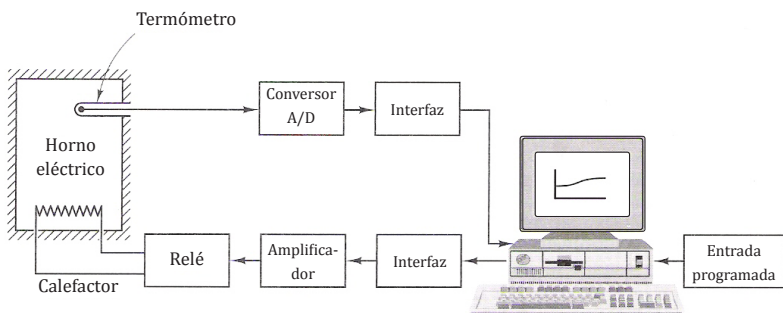 Termómetro
Conversor
A/D
Interfaz
Horno
eléctrico
Relé
Amplifica-
dor
Interfaz
Entrada
programada
Calefactor